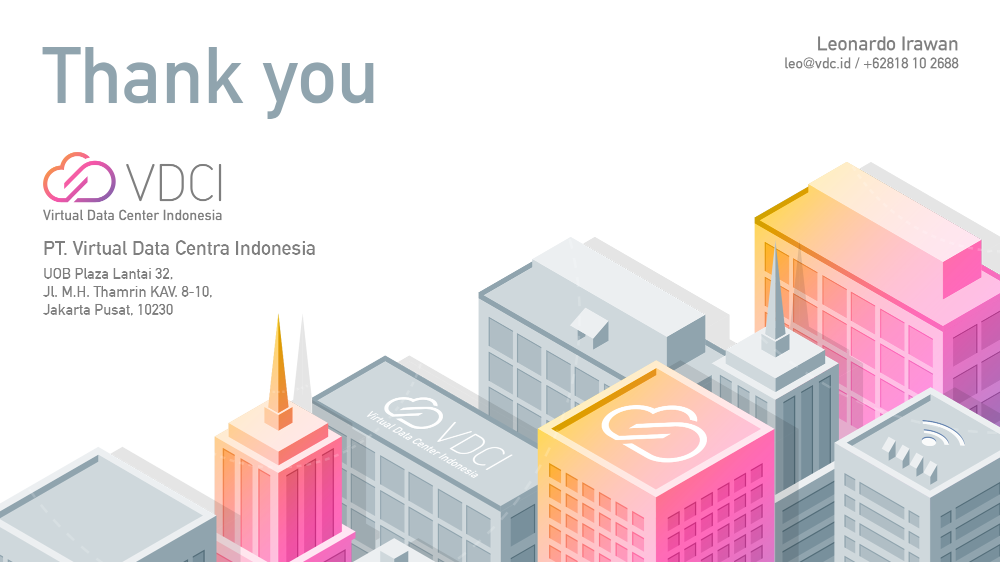 Thank you
Leonardo Irawan
leo@vdc.id / +62818 10 2688
VDCI
Virtual Data Center Indonesia
PT. Virtual Data Centra Indonesia
UOB Plaza Lantai 32,
Jl. M.H. Thamrin KAV. 8-10,
Jakarta Pusat, 10230
VDCI
Virtual Data Center Indonesia